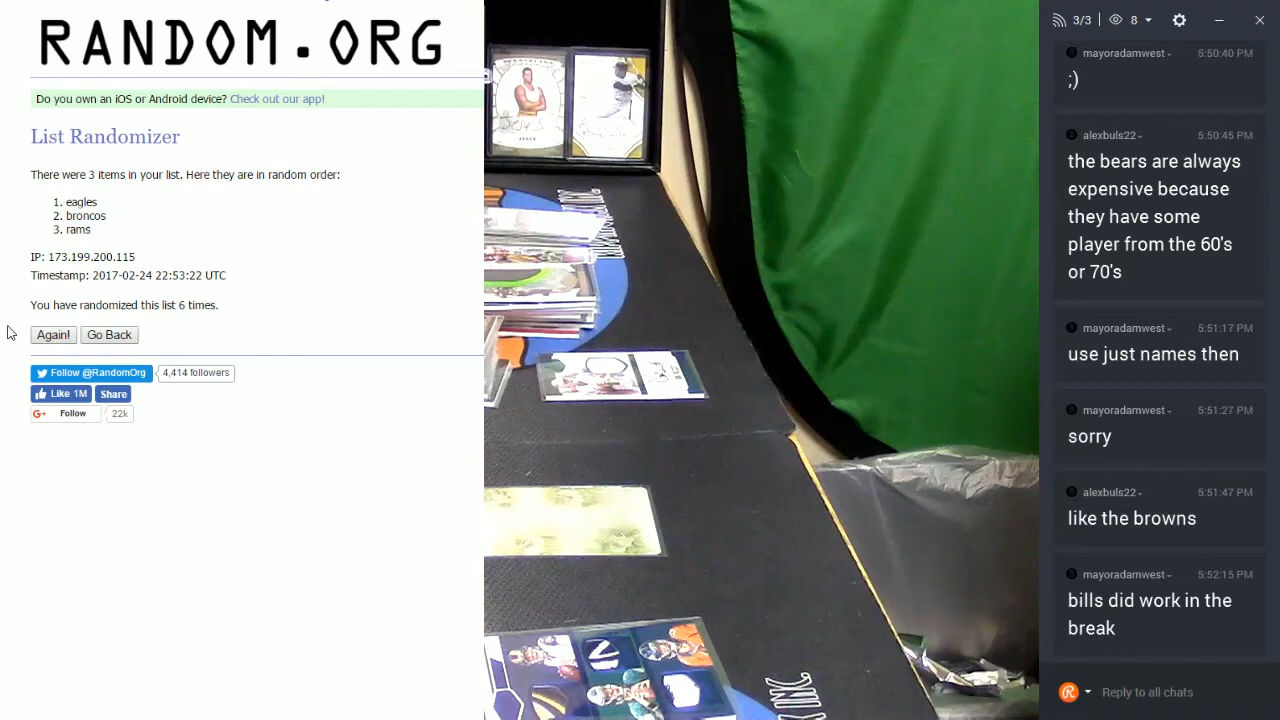 RANDOM.ORG
Do you own an iOS or Android device? Check out our app!
List Randomizer
There were 3 items in your list. Here they are in random order:
1. eagles
2. broncos
3. rams
IP: 173.199.200.115
Timestamp: 2017-02-24 22:53:22 UTC
You have randomized this list 6 times.
Again! Go Back
Follow @RandomOrg 4,414 followers
Like 1M Share
G+ Follow 22k
3/3 8
mayoradamwest 5:50:40 PM
;)
alexbuls22 5:50:45 PM
the bears are always
expensive because
they have some
player from the 60's
or 70's
mayoradamwest 5:51:17 PM
use just names then
mayoradamwest 5:51:27 PM
sorry
alexbuls22 5:51:47 PM
like the browns
mayoradamwest 5:52:15 PM
bills did work in the
break
Reply to all chats
INC.